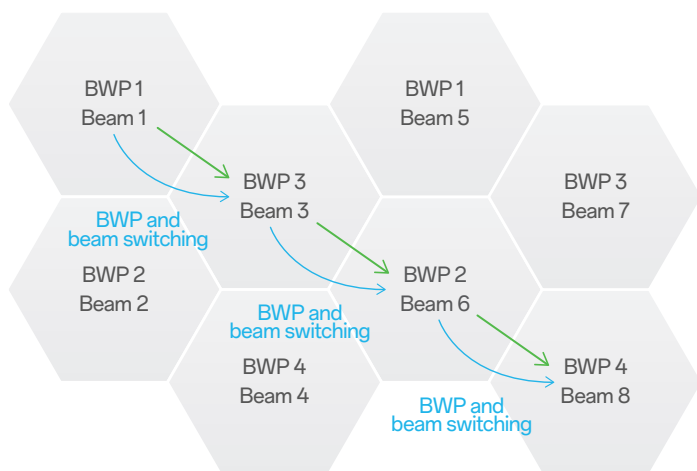 BWP 1
Beam 1
BWP 1
Beam 5
BWP 3
Beam 3
BWP 3
Beam 7
BWP and
beam switching
BWP 2
Beam 2
BWP 2
Beam 6
BWP and
beam switching
BWP 4
Beam 4
BWP 4
Beam 8
BWP and
beam switching